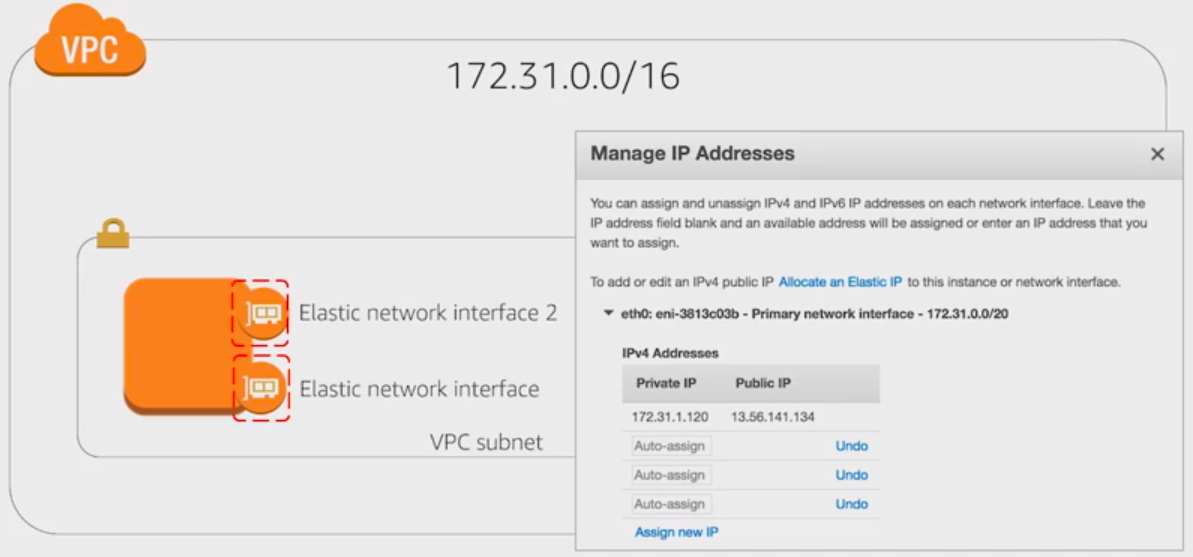 VPC
172.31.0.0/16
Elastic network interface 2
Elastic network interface
VPC subnet
Manage IP Addresses
You can assign and unassign IPv4 and IPv6 IP addresses on each network interface. Leave the
IP address field blank and an available address will be assigned or enter an IP address that you
want to assign.
To add or edit an IPv4 public IP Allocate an Elastic IP to this instance or network interface.
eth0: eni-3813c03b - Primary network interface - 172.31.0.0/20
IPv4 Addresses
Private IP Public IP
172.31.1.120 13.56.141.134
Auto-assign Undo
Auto-assign Undo
Auto-assign Undo
Assign new IP